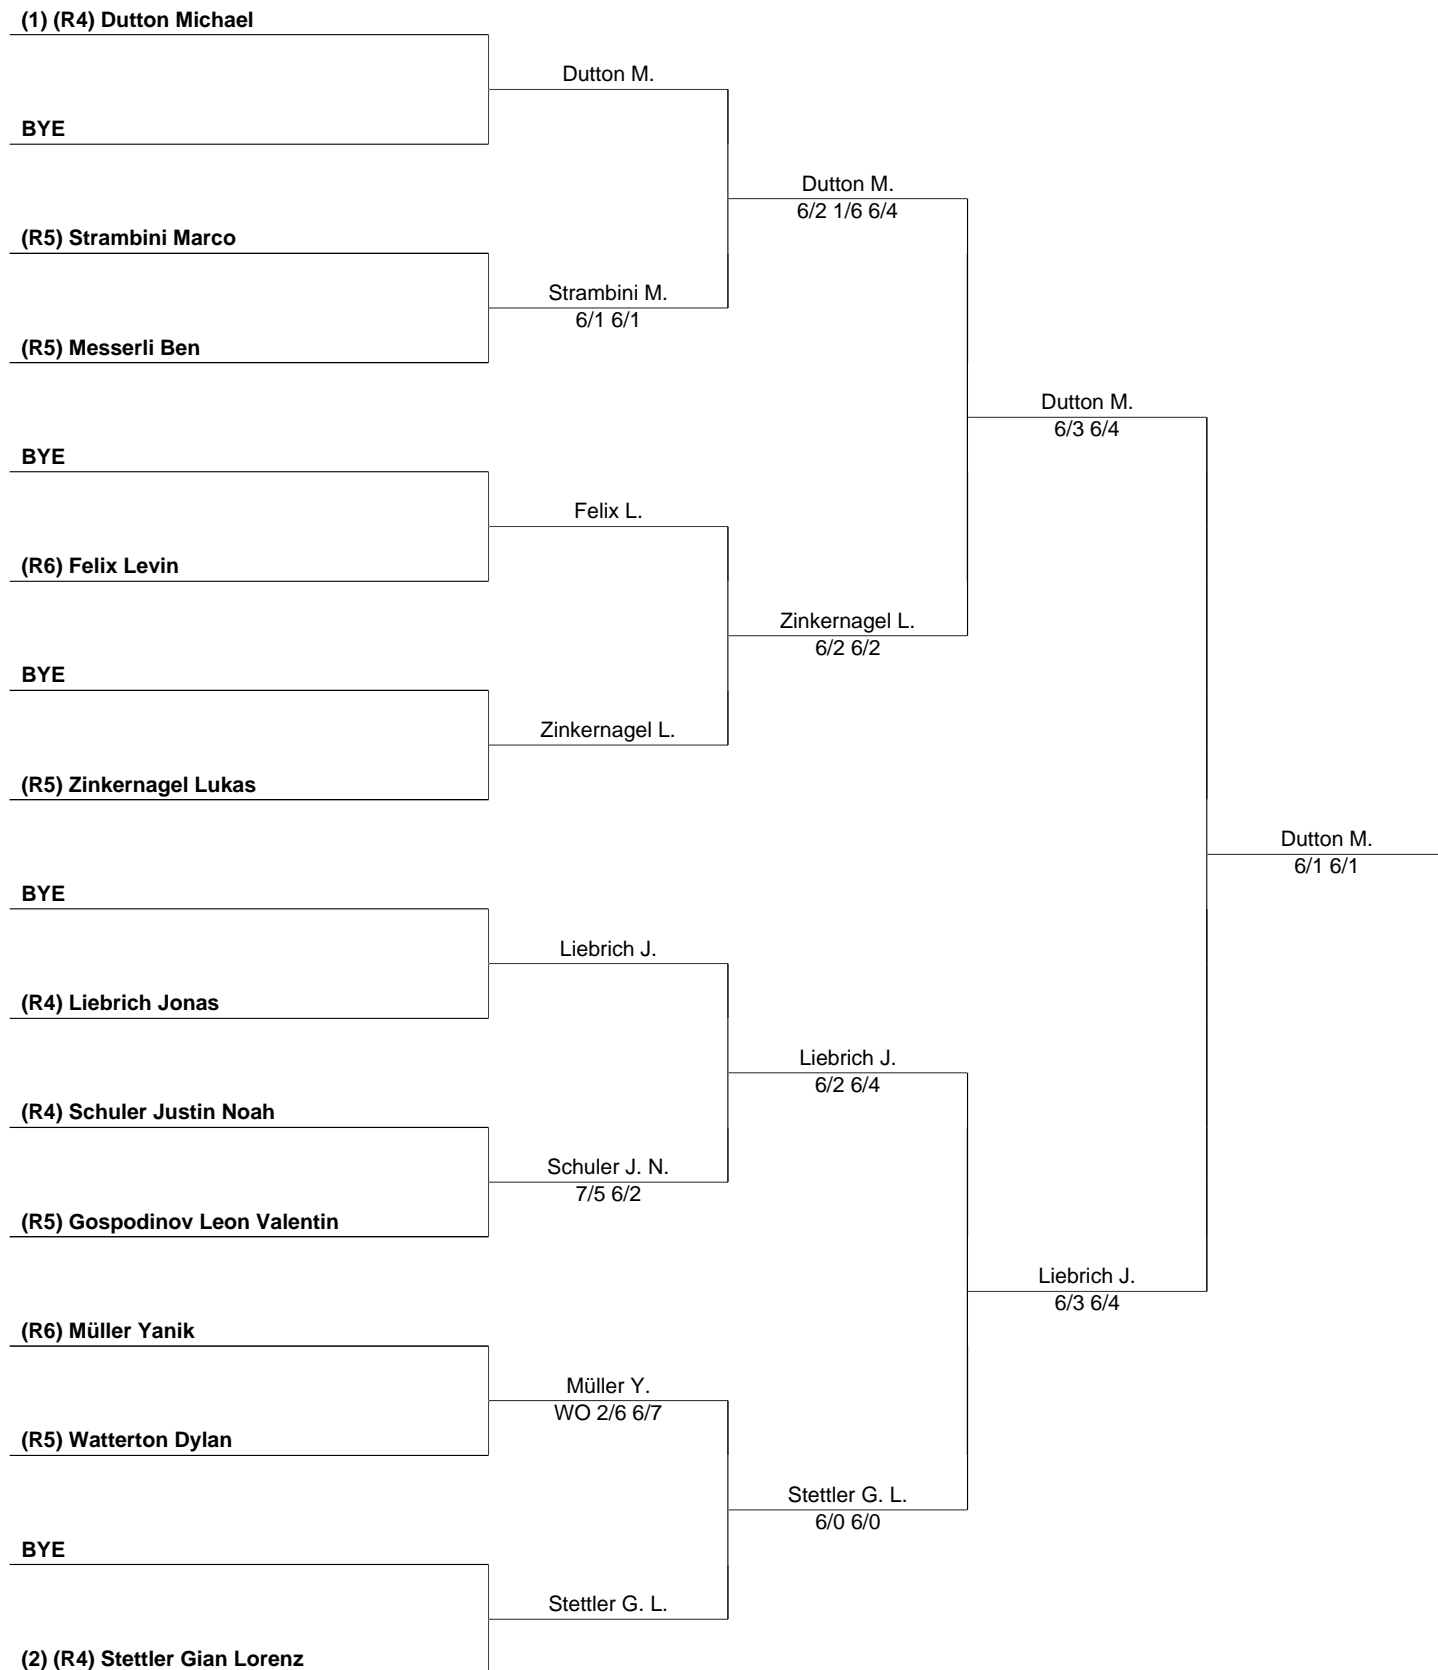 (1) (R4) Dutton Michael
Dutton M.
BYE
Dutton M.
6/2 1/6 6/4
(R5) Strambini Marco
Strambini M.
6/1 6/1
(R5) Messerli Ben
Dutton M.
6/3 6/4
BYE
Felix L.
(R6) Felix Levin
Zinkernagel L.
6/2 6/2
BYE
Zinkernagel L.
(R5) Zinkernagel Lukas
Dutton M.
6/1 6/1
BYE
Liebrich J.
(R4) Liebrich Jonas
Liebrich J.
6/2 6/4
(R4) Schuler Justin Noah
Schuler J. N.
7/5 6/2
(R5) Gospodinov Leon Valentin
Liebrich J.
6/3 6/4
(R6) Müller Yanik
Müller Y.
WO 2/6 6/7
(R5) Watterton Dylan
Stettler G. L.
6/0 6/0
BYE
Stettler G. L.
(2) (R4) Stettler Gian Lorenz